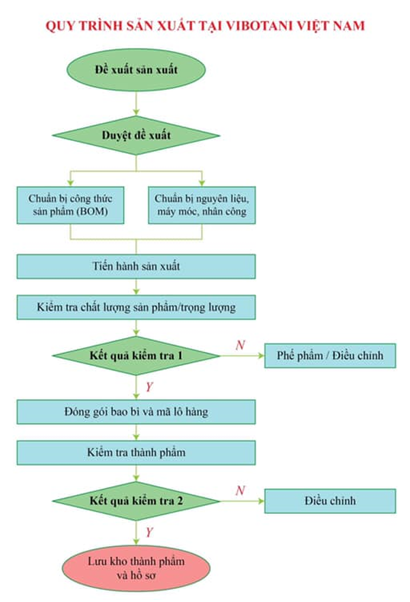 QUY TRÌNH SẢN XUẤT TẠI VIBOTANI VIỆT NAM
Đề xuất sản xuất
Duyệt đề xuất
Chuẩn bị công thức
sản phẩm (BOM)
Chuẩn bị nguyên liệu,
máy móc, nhân công
Tiến hành sản xuất
Kiểm tra chất lượng sản phẩm/trọng lượng
Kết quả kiểm tra 1
N
Phế phẩm / Điều chỉnh
Y
Đóng gói bao bì và mã lô hàng
Kiểm tra thành phẩm
Kết quả kiểm tra 2
N
Điều chỉnh
Y
Lưu kho thành phẩm
và hồ sơ